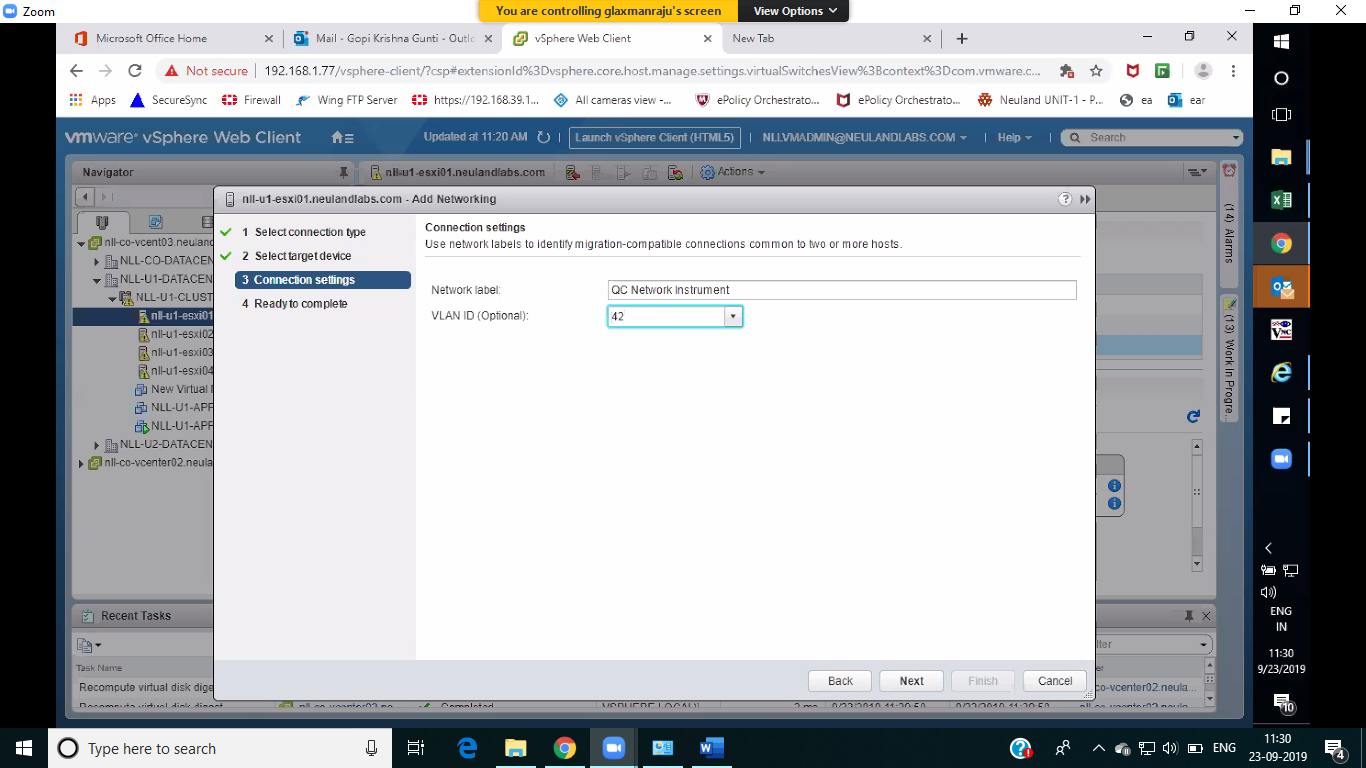 Zoom
You are controlling glaxmanraju's screen
View Options
Microsoft Office Home
Mail - Gopi Krishna Gunti - Outlo
vSphere Web Client
New Tab
Not secure
192.168.1.77/vsphere-client/?csp#extensionId%3Dvsphere.core.host.manage.settings.virtualSwitchesView%3Bcontext%3Dcom.vmware.c...
Apps
SecureSync
Firewall
Wing FTP Server
https://192.168.39.1...
All cameras view -...
ePolicy Orchestrato...
ePolicy Orchestrato...
Neuland UNIT-1 - P...
ea
ear
vmware® vSphere Web Client
Updated at 11:20 AM
Launch vSphere Client (HTML5)
NLLVMADMIN@NEULANDLABS.COM
Help
Search
Navigator
nll-u1-esxi01.neulandlabs.com
Actions
nll-co-vcent03.neuland
NLL-CO-DATACEN
NLL-U1-DATACEN
NLL-U1-CLUST
nll-u1-esxi01
nll-u1-esxi02
nll-u1-esxi03
nll-u1-esxi04
New Virtual
NLL-U1-APF
NLL-U1-APF
NLL-U2-DATACEN
nll-co-vcenter02.neula
nll-u1-esxi01.neulandlabs.com - Add Networking
1 Select connection type
2 Select target device
3 Connection settings
4 Ready to complete
Connection settings
Use network labels to identify migration-compatible connections common to two or more hosts.
Network label:
QC Network Instrument
VLAN ID (Optional):
42
Back
Next
Finish
Cancel
(14) Alarms
(13) Work In Progre...
Recent Tasks
Task Name
Recompute virtual disk diges
co-vcenter02.neula...
ENG
IN
11:30
9/23/2019
10
Type here to search
ENG
11:30
23-09-2019
4